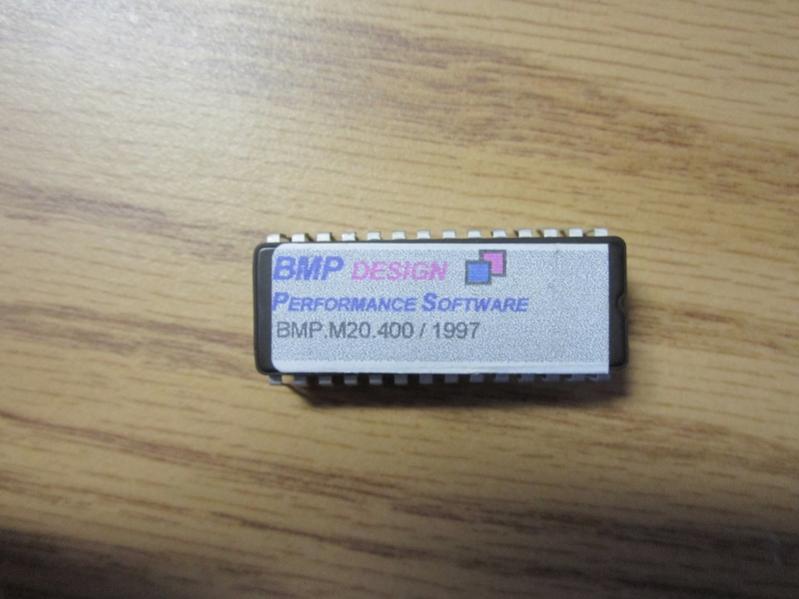 BMP DESIGN
PERFORMANCE SOFTWARE
BMP.M20.400 / 1997